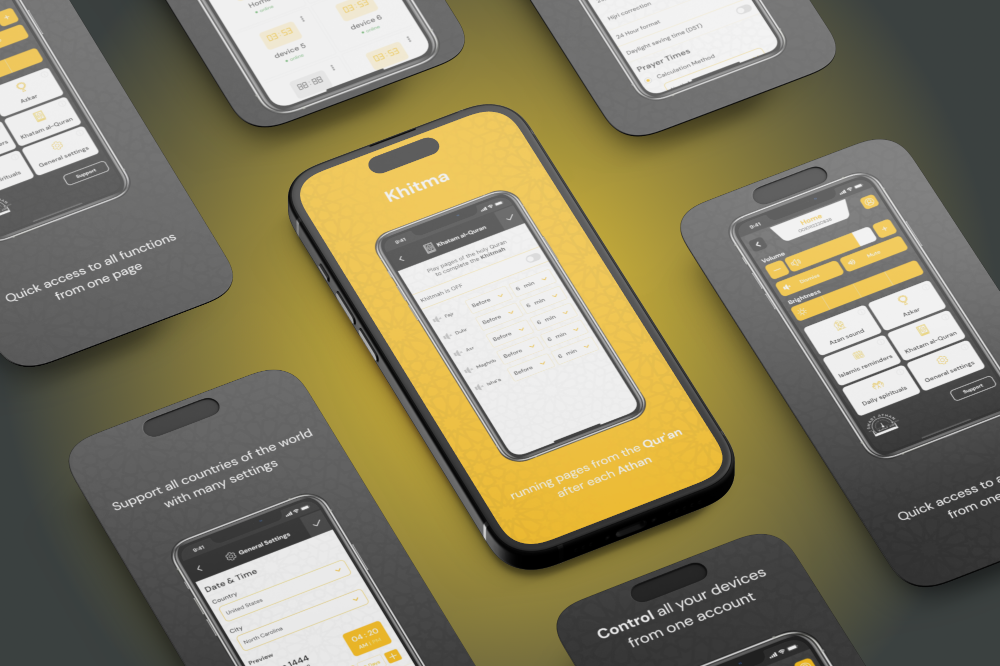 Home
online
device 5
online
device 6
online
Hijri correction
24 Hour format
Daylight saving time (DST)
Prayer Times
Calculation Method
Azkar
Khatam al-Quran
General settings
Support
Quick access to all functions
from one page
Khitma
9:41
Khatam al-Quran
Play pages of the holy Quran
to complete the Khitmah
Khitmah is OFF
Fajr Before 6 min
Duhr Before 6 min
Asr Before 6 min
Maghrib Before 6 min
Isha'a Before 6 min
running pages from the Qur'an
after each Athan
9:41
Home
Volume
Brightness
Azan sound
Azkar
Islamic reminders
Khatam al-Quran
Daily spirituals
General settings
Support
Quick access to
from one
Support all countries of the world
with many settings
9:41
General Settings
Date & Time
Country
United States
City
North Carolina
Preview
1444
04:20
Control all your devices
from one account